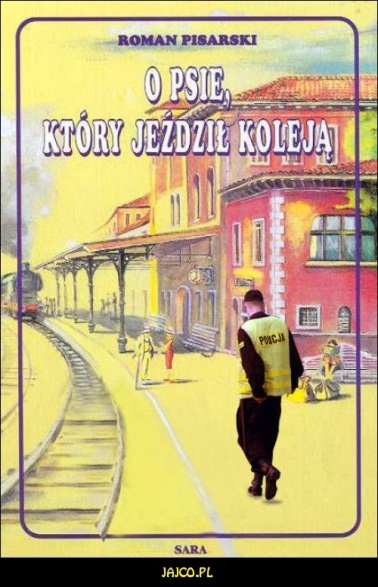 ROMAN PISARSKI
O PSIE,
KTÓRY JEŹDZIŁ KOLEJĄ
POLICJA
SARA
JAJCO.PL